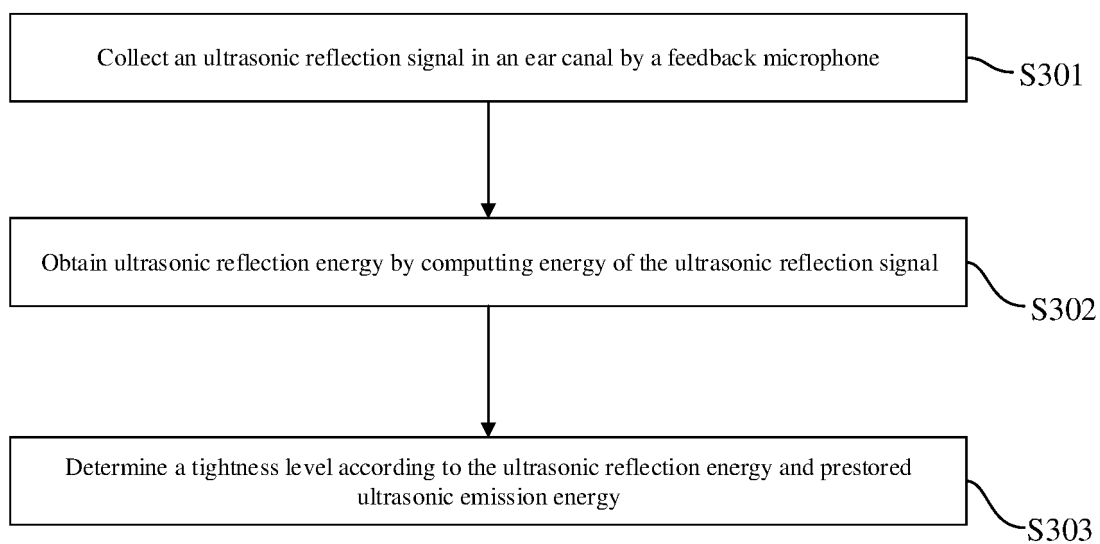 Collect an ultrasonic reflection signal in an ear canal by a feedback microphone
S301
Obtain ultrasonic reflection energy by computting energy of the ultrasonic reflection signal
S302
Determine a tightness level according to the ultrasonic reflection energy and prestored
ultrasonic emission energy
S303